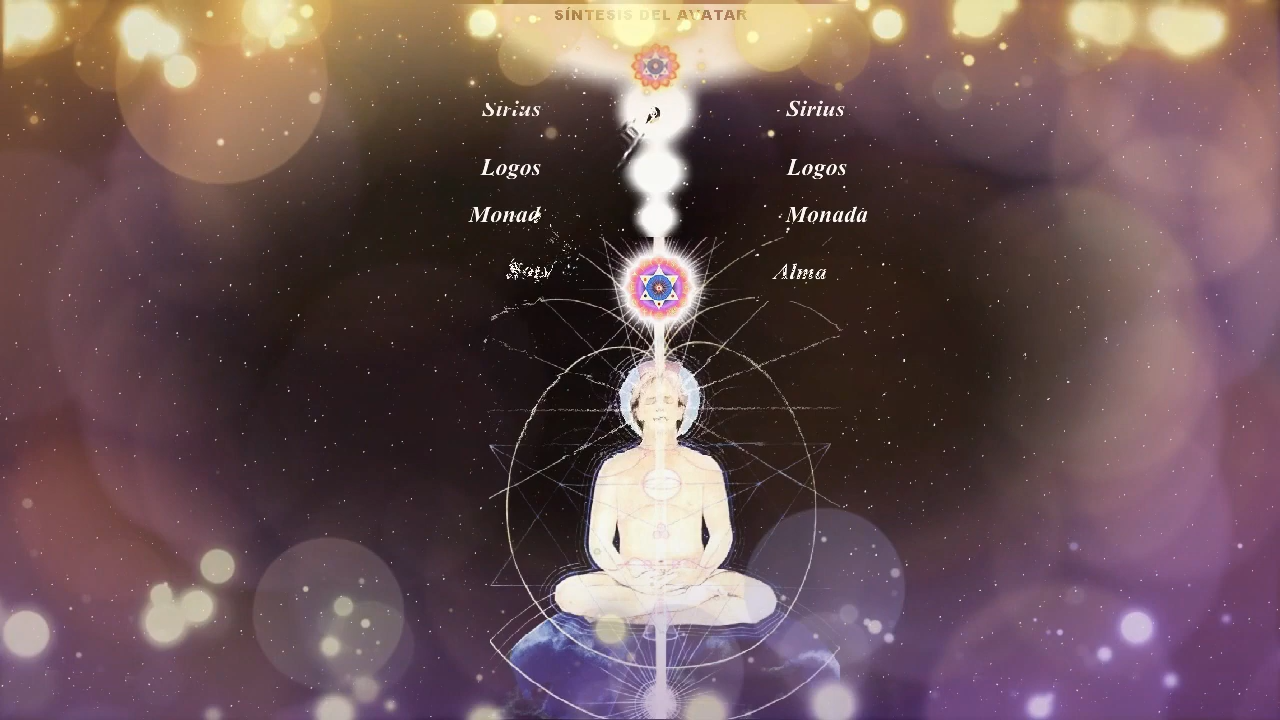 SÍNTESIS DEL AVATAR
Sirius Sirius
Logos Logos
Monad Monada
Alma